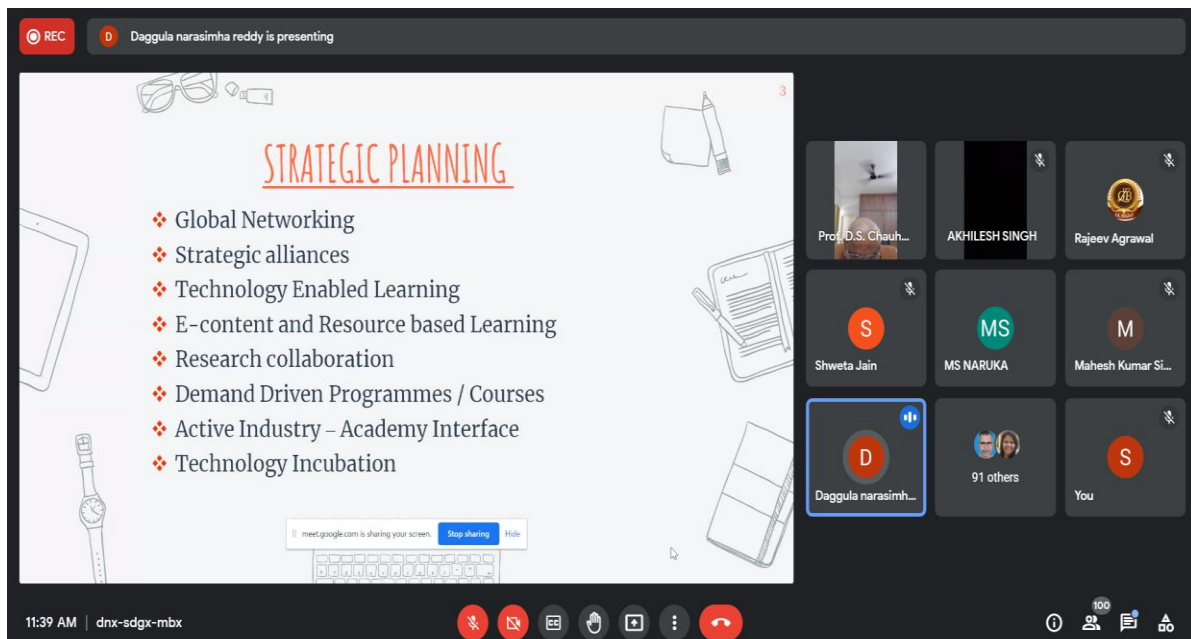 REC
D
Daggula narasimha reddy is presenting
3
STRATEGIC PLANNING
❖ Global Networking
❖ Strategic alliances
❖ Technology Enabled Learning
❖ E-content and Resource based Learning
❖ Research collaboration
❖ Demand Driven Programmes / Courses
❖ Active Industry – Academy Interface
❖ Technology Incubation
meet.google.com is sharing your screen.
Stop sharing
Hide
Prof. D.S. Chauh...
AKHILESH SINGH
Rajeev Agrawal
S
Shweta Jain
MS
MS NARUKA
M
Mahesh Kumar Si...
D
Daggula narasimh...
91 others
S
You
11:39 AM | dnx-sdgx-mbx
CC
100